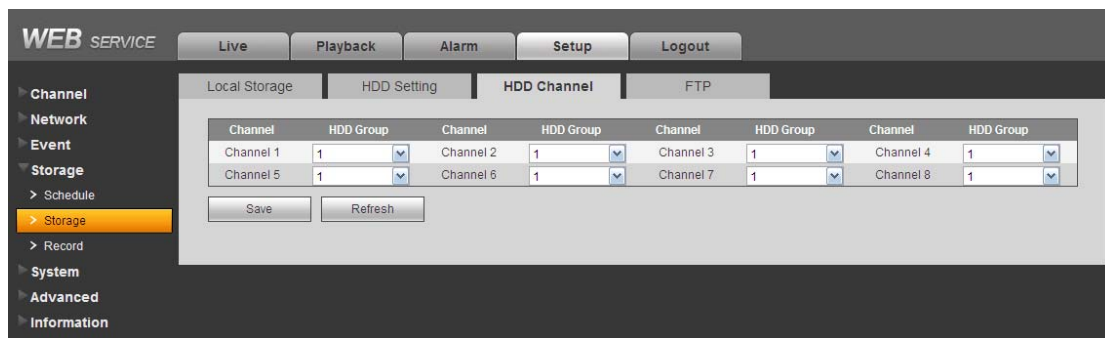 WEB SERVICE
Live Playback Alarm Setup Logout
Local Storage HDD Setting HDD Channel FTP
Channel
Network
Event
Storage
> Schedule
> Storage
> Record
System
Advanced
Information
Channel HDD Group Channel HDD Group Channel HDD Group Channel HDD Group
Channel 1 1 Channel 2 1 Channel 3 1 Channel 4 1
Channel 5 1 Channel 6 1 Channel 7 1 Channel 8 1
Save Refresh